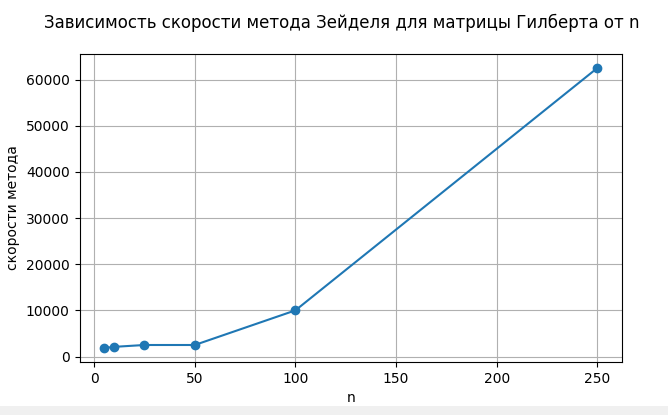 Зависимость скорости метода Зейделя для матрицы Гилберта от n
60000
50000
40000
30000
20000
10000
0
скорости метода
0 50 100 150 200 250
n